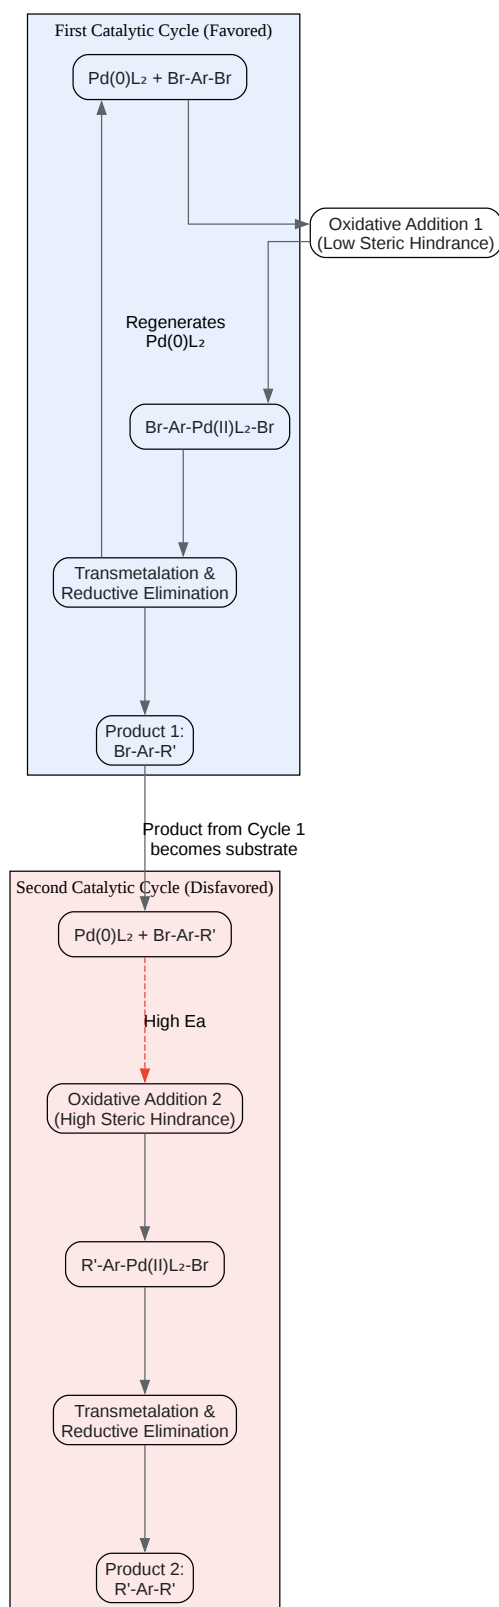 First Catalytic Cycle (Favored)
Pd(0)L₂ + Br-Ar-Br
Oxidative Addition 1
(Low Steric Hindrance)
Regenerates
Pd(0)L₂
Br-Ar-Pd(II)L₂-Br
Transmetalation &
Reductive Elimination
Product 1:
Br-Ar-R'
Product from Cycle 1
becomes substrate
Second Catalytic Cycle (Disfavored)
Pd(0)L₂ + Br-Ar-R'
High Ea
Oxidative Addition 2
(High Steric Hindrance)
R'-Ar-Pd(II)L₂-Br
Transmetalation &
Reductive Elimination
Product 2:
R'-Ar-R'